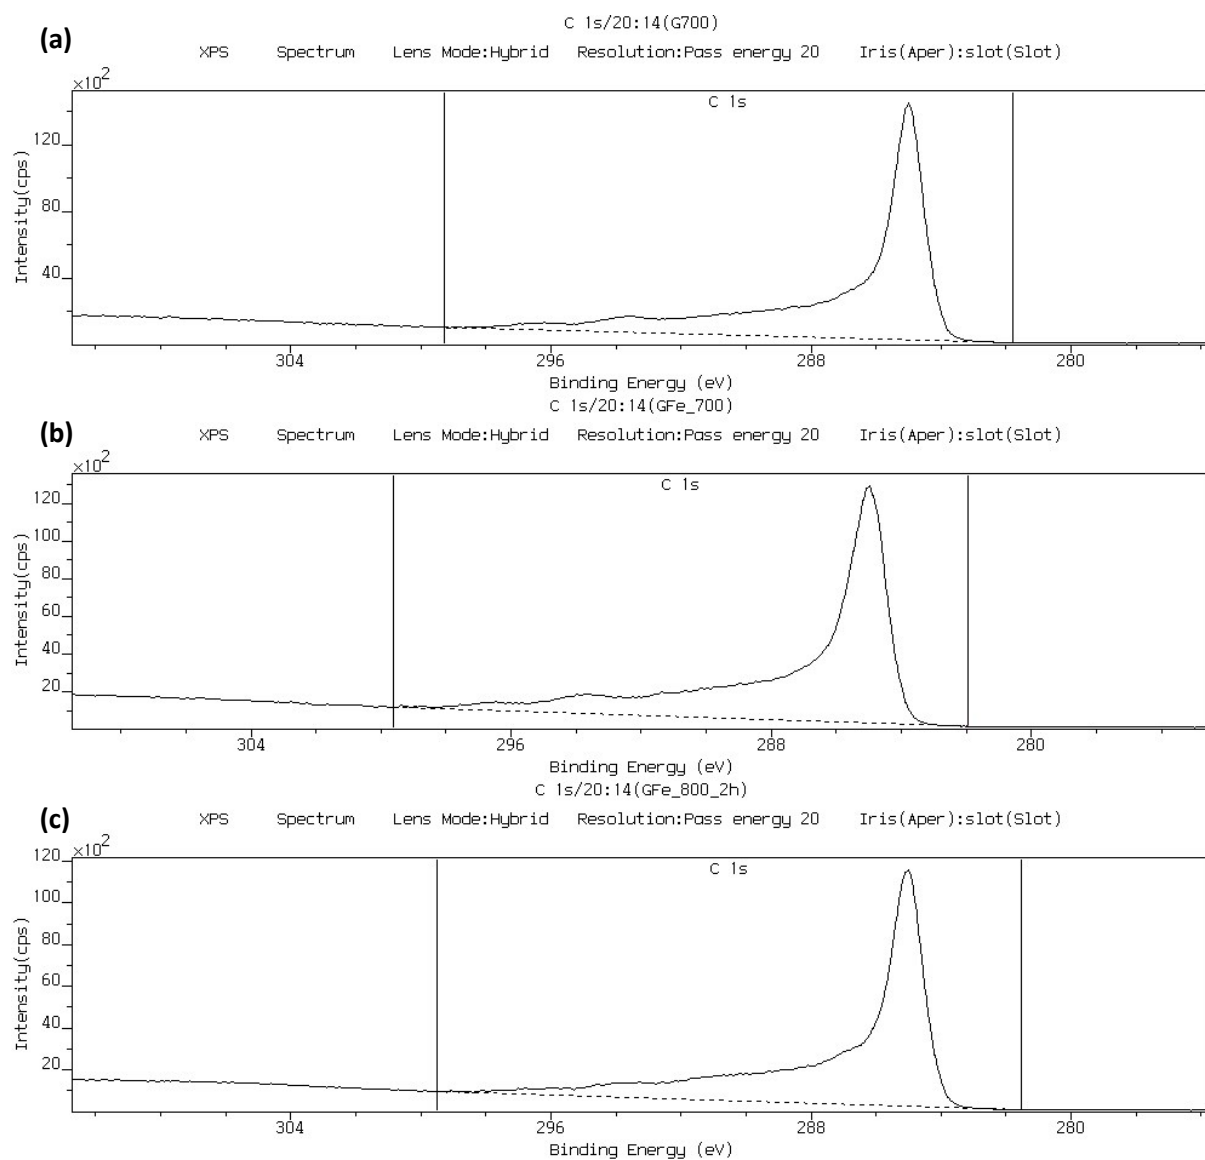 C 1s/20:14(G700)
(a)
XPS Spectrum Lens Mode:Hybrid Resolution:Pass energy 20 Iris(Aper):slot(Slot)
×10²
C 1s
120
80
40
Intensity(cps)
304 296 288 280
Binding Energy (eV)
C 1s/20:14(GFe_700)
(b)
XPS Spectrum Lens Mode:Hybrid Resolution:Pass energy 20 Iris(Aper):slot(Slot)
×10²
C 1s
120
100
80
60
40
20
Intensity(cps)
304 296 288 280
Binding Energy (eV)
C 1s/20:14(GFe_800_2h)
(c)
XPS Spectrum Lens Mode:Hybrid Resolution:Pass energy 20 Iris(Aper):slot(Slot)
×10²
120
C 1s
100
80
60
40
20
Intensity(cps)
304 296 288 280
Binding Energy (eV)